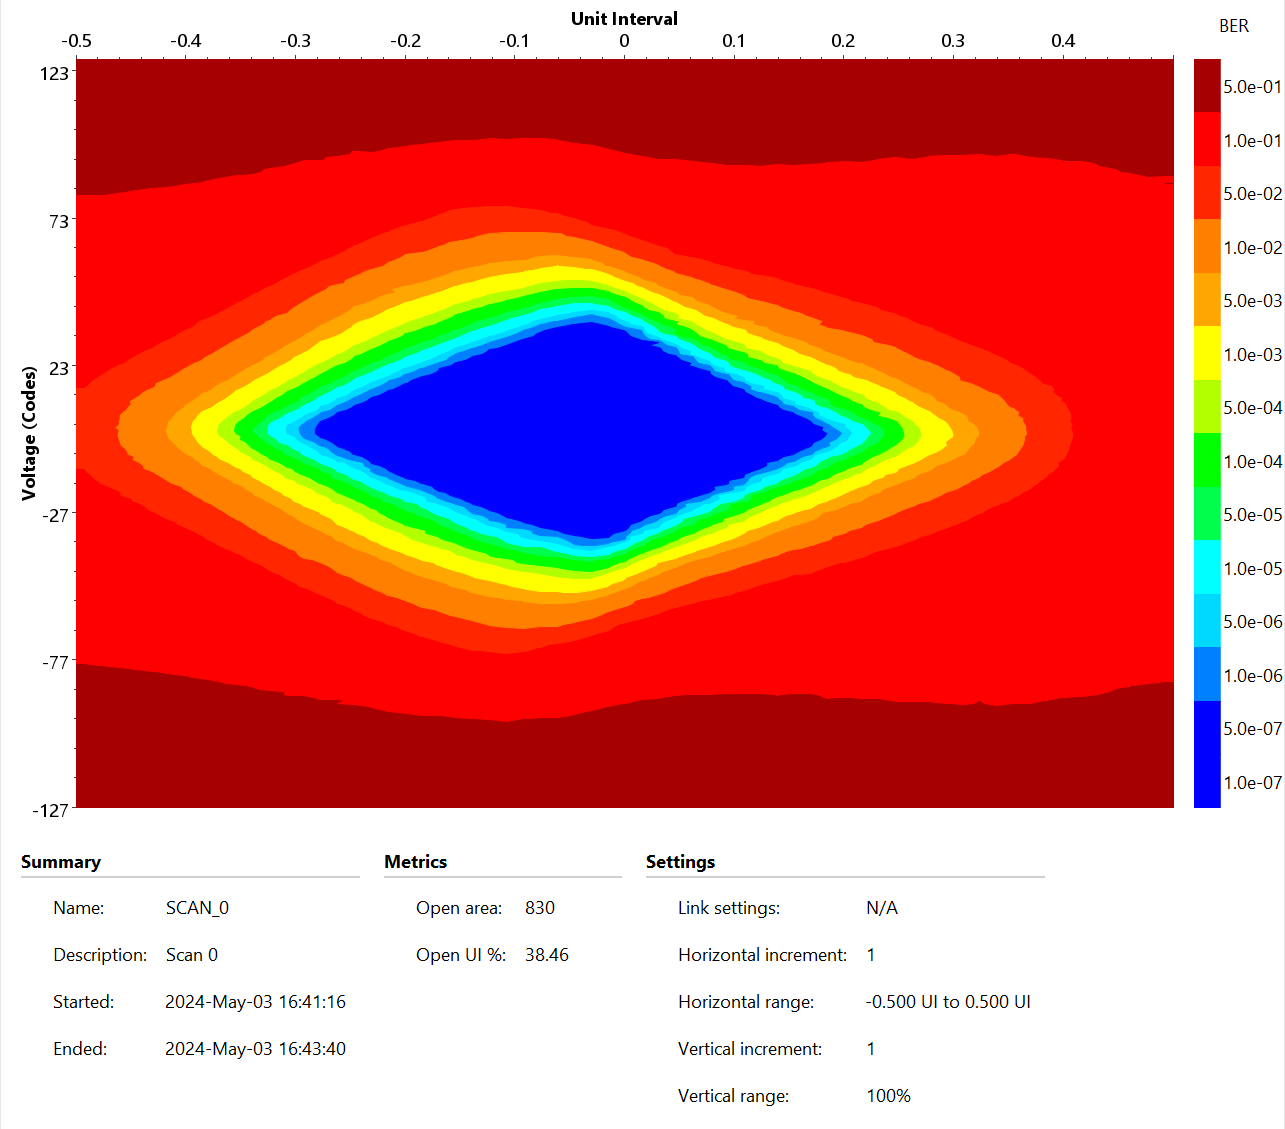 Unit Interval
-0.5 -0.4 -0.3 -0.2 -0.1 0 0.1 0.2 0.3 0.4
BER
123
73
23
-27
-77
-127
Voltage (Codes)
5.0e-01
1.0e-01
5.0e-02
1.0e-02
5.0e-03
1.0e-03
5.0e-04
1.0e-04
5.0e-05
1.0e-05
5.0e-06
1.0e-06
5.0e-07
1.0e-07
Summary
Name: SCAN_0
Description: Scan 0
Started: 2024-May-03 16:41:16
Ended: 2024-May-03 16:43:40
Metrics
Open area: 830
Open UI %: 38.46
Settings
Link settings: N/A
Horizontal increment: 1
Horizontal range: -0.500 UI to 0.500 UI
Vertical increment: 1
Vertical range: 100%